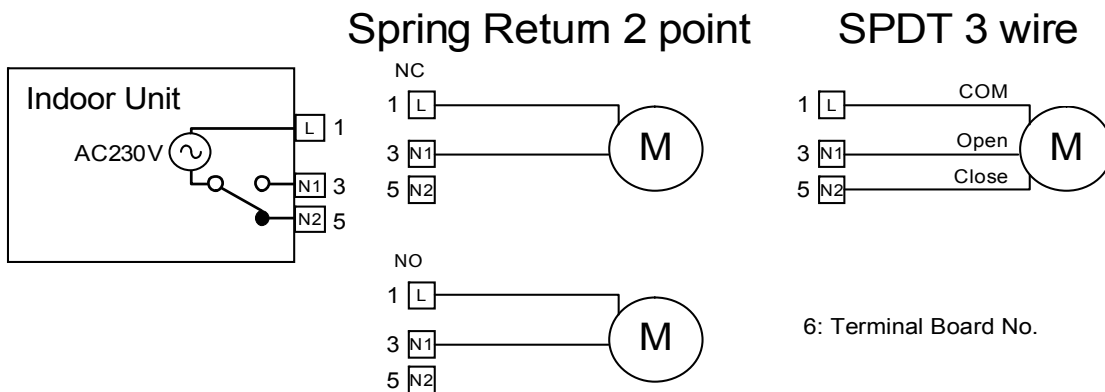 Spring Return 2 point
SPDT 3 wire
Indoor Unit
AC230V
L 1
N1 3
N2 5
NC
1 L
3 N1
5 N2
M
NO
1 L
3 N1
5 N2
M
1 L COM
3 N1 Open
5 N2 Close
M
6: Terminal Board No.